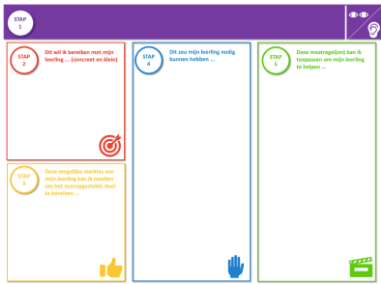 STAP
1
STAP
2
Dit wil ik bereiken met mijn
leerling ... (concreet en klein)
STAP
3
Deze mogelijke sterktes van
mijn leerling kan ik inzetten
om het vooropgestelde doel
te bereiken ...
STAP
4
Dit zou mijn leerling nodig
kunnen hebben ...
STAP
5
Deze maatregel(en) kan ik
toepassen om mijn leerling
te helpen ...